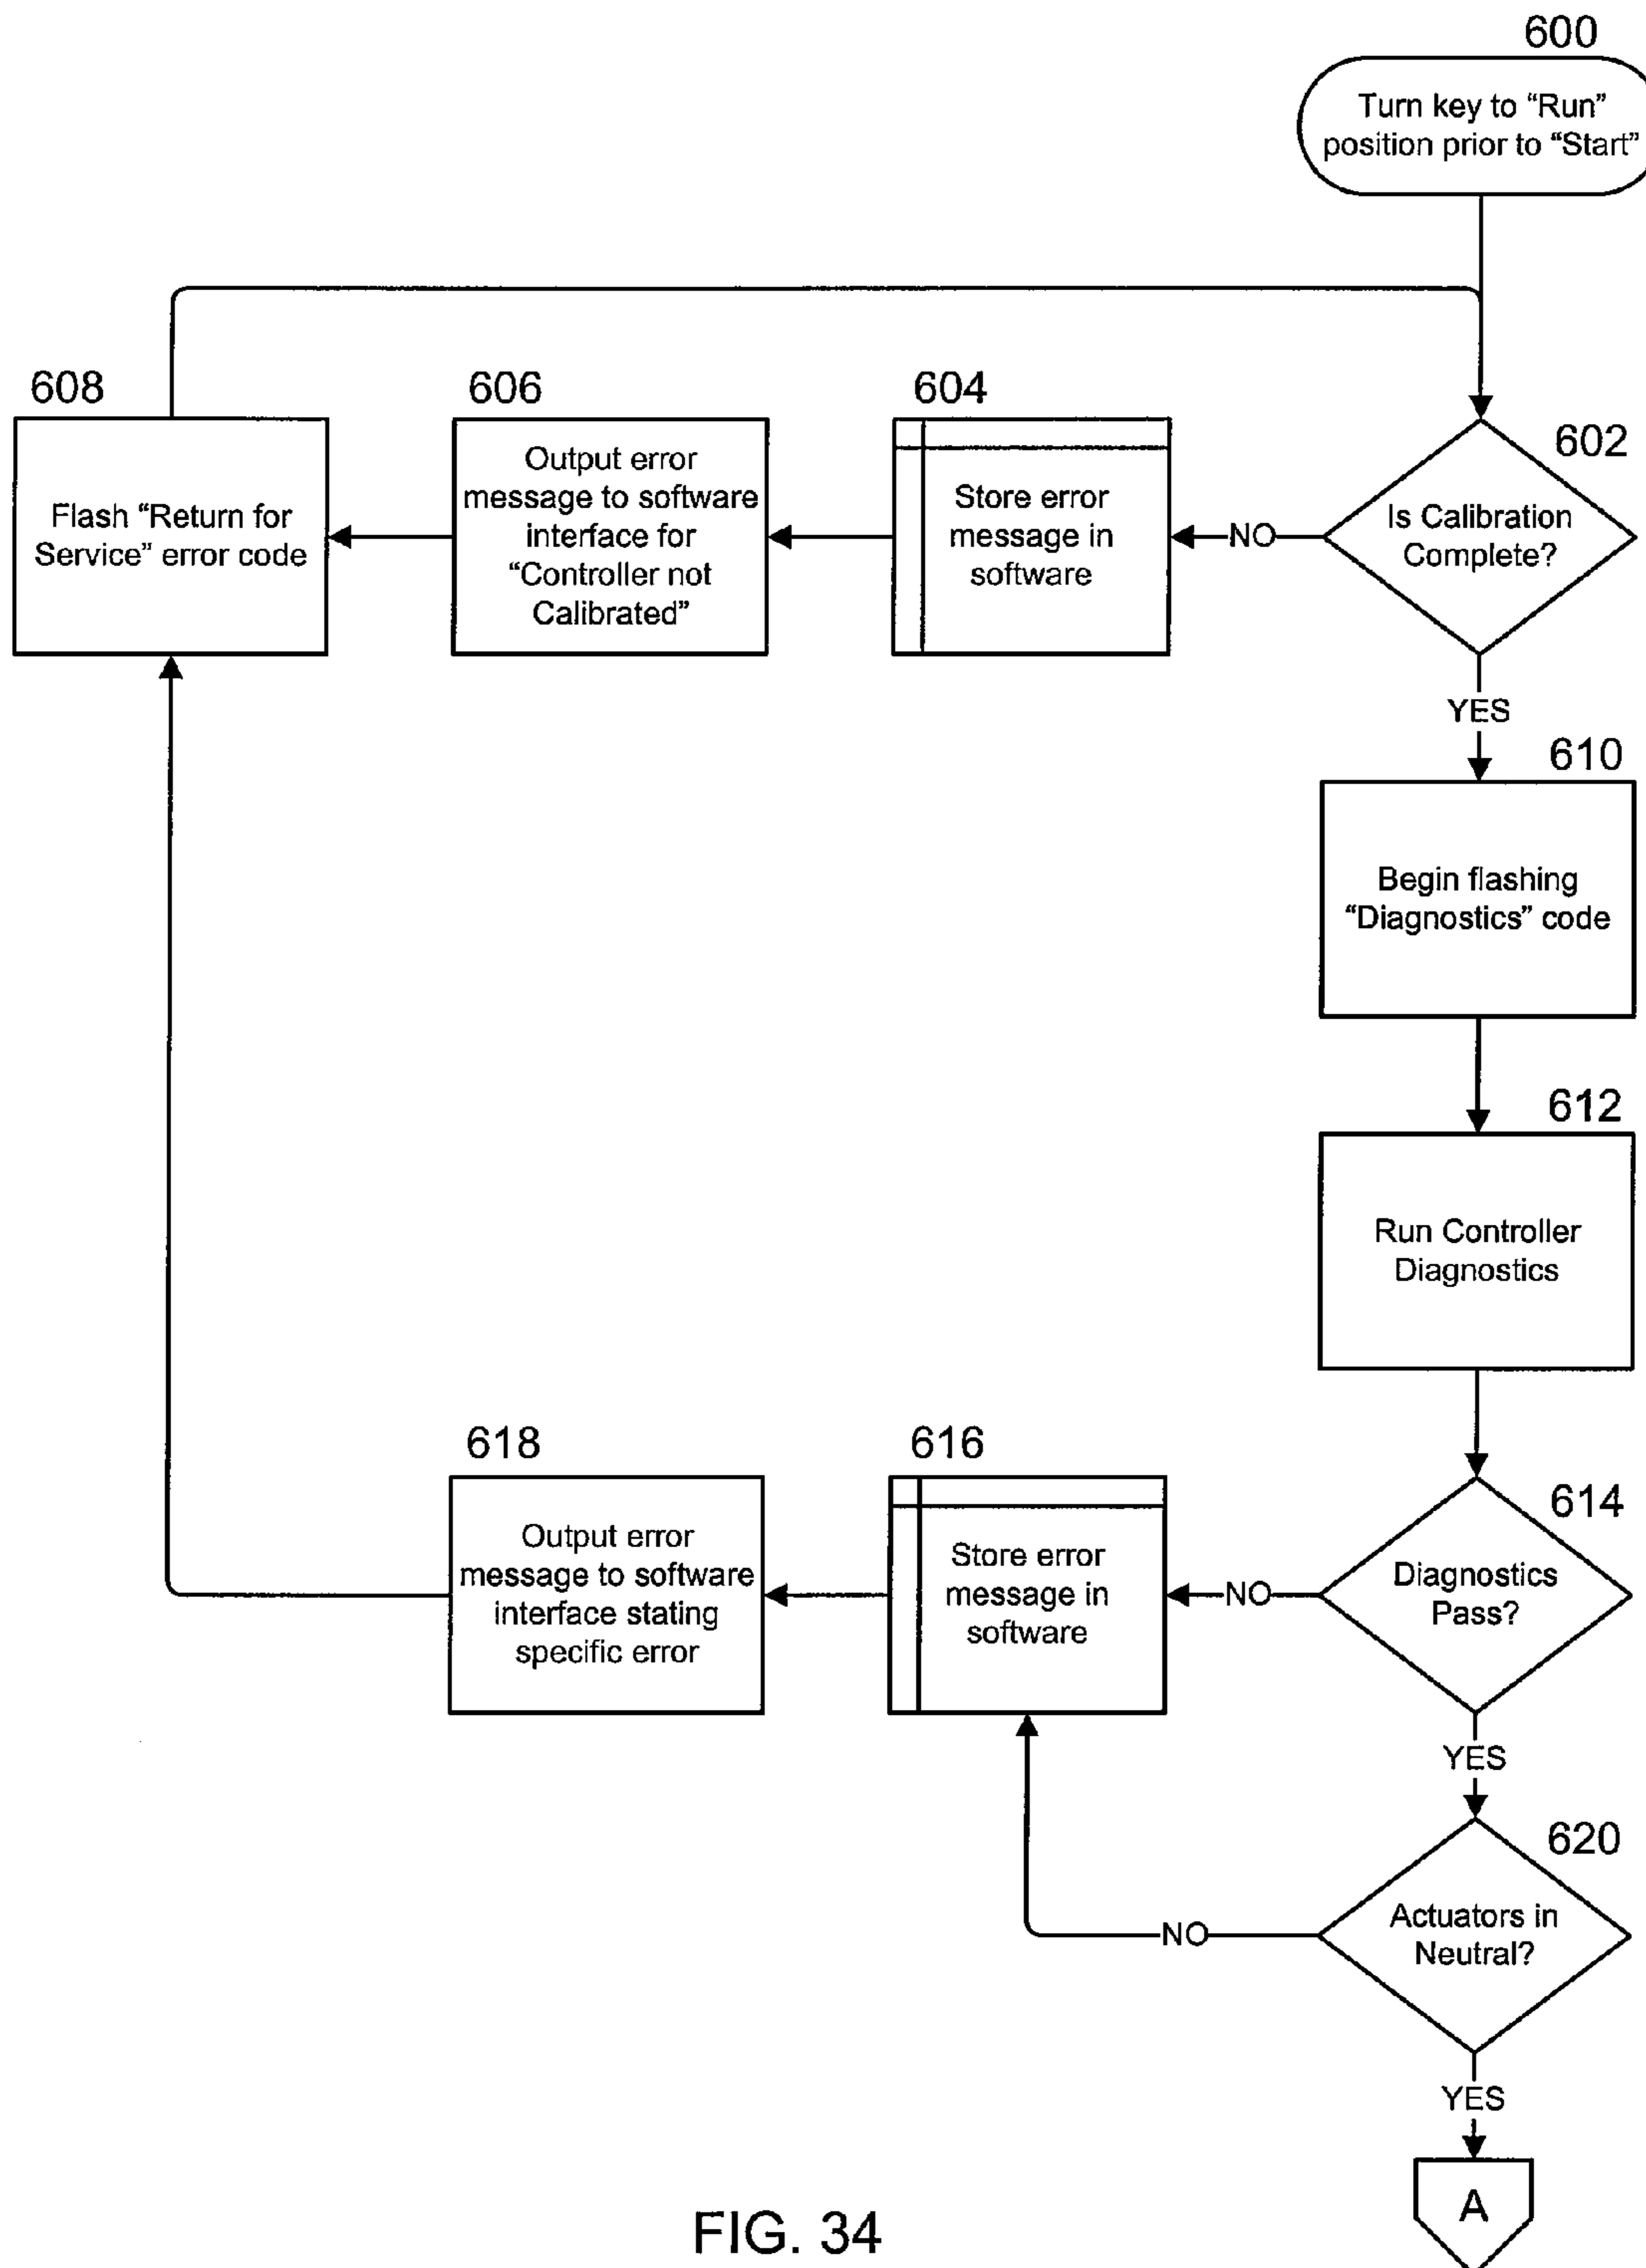 600
Turn key to “Run”
position prior to “Start”
608
606
604
602
Flash “Return for
Service” error code
Output error
message to software
interface for
“Controller not
Calibrated”
Store error
message in
software
NO
Is Calibration
Complete?
YES
610
Begin flashing
“Diagnostics” code
612
Run Controller
Diagnostics
618
616
614
Output error
message to software
interface stating
specific error
Store error
message in
software
NO
Diagnostics
Pass?
YES
620
NO
Actuators in
Neutral?
YES
A
FIG. 34